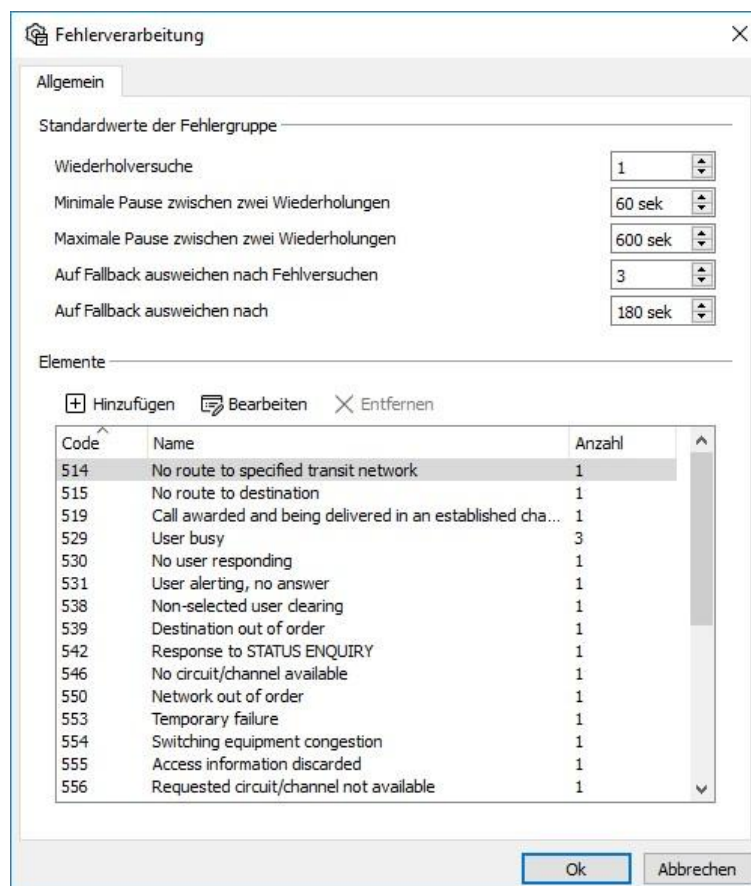 Fehlerverarbeitung
Allgemein
Standardwerte der Fehlergruppe
Wiederholversuche 1
Minimale Pause zwischen zwei Wiederholungen 60 sek
Maximale Pause zwischen zwei Wiederholungen 600 sek
Auf Fallback ausweichen nach Fehlversuchen 3
Auf Fallback ausweichen nach 180 sek
Elemente
Hinzufügen Bearbeiten Entfernen
Code Name Anzahl
514 No route to specified transit network 1
515 No route to destination 1
519 Call awarded and being delivered in an established cha... 1
529 User busy 3
530 No user responding 1
531 User alerting, no answer 1
538 Non-selected user clearing 1
539 Destination out of order 1
542 Response to STATUS ENQUIRY 1
546 No circuit/channel available 1
550 Network out of order 1
553 Temporary failure 1
554 Switching equipment congestion 1
555 Access information discarded 1
556 Requested circuit/channel not available 1
Ok Abbrechen